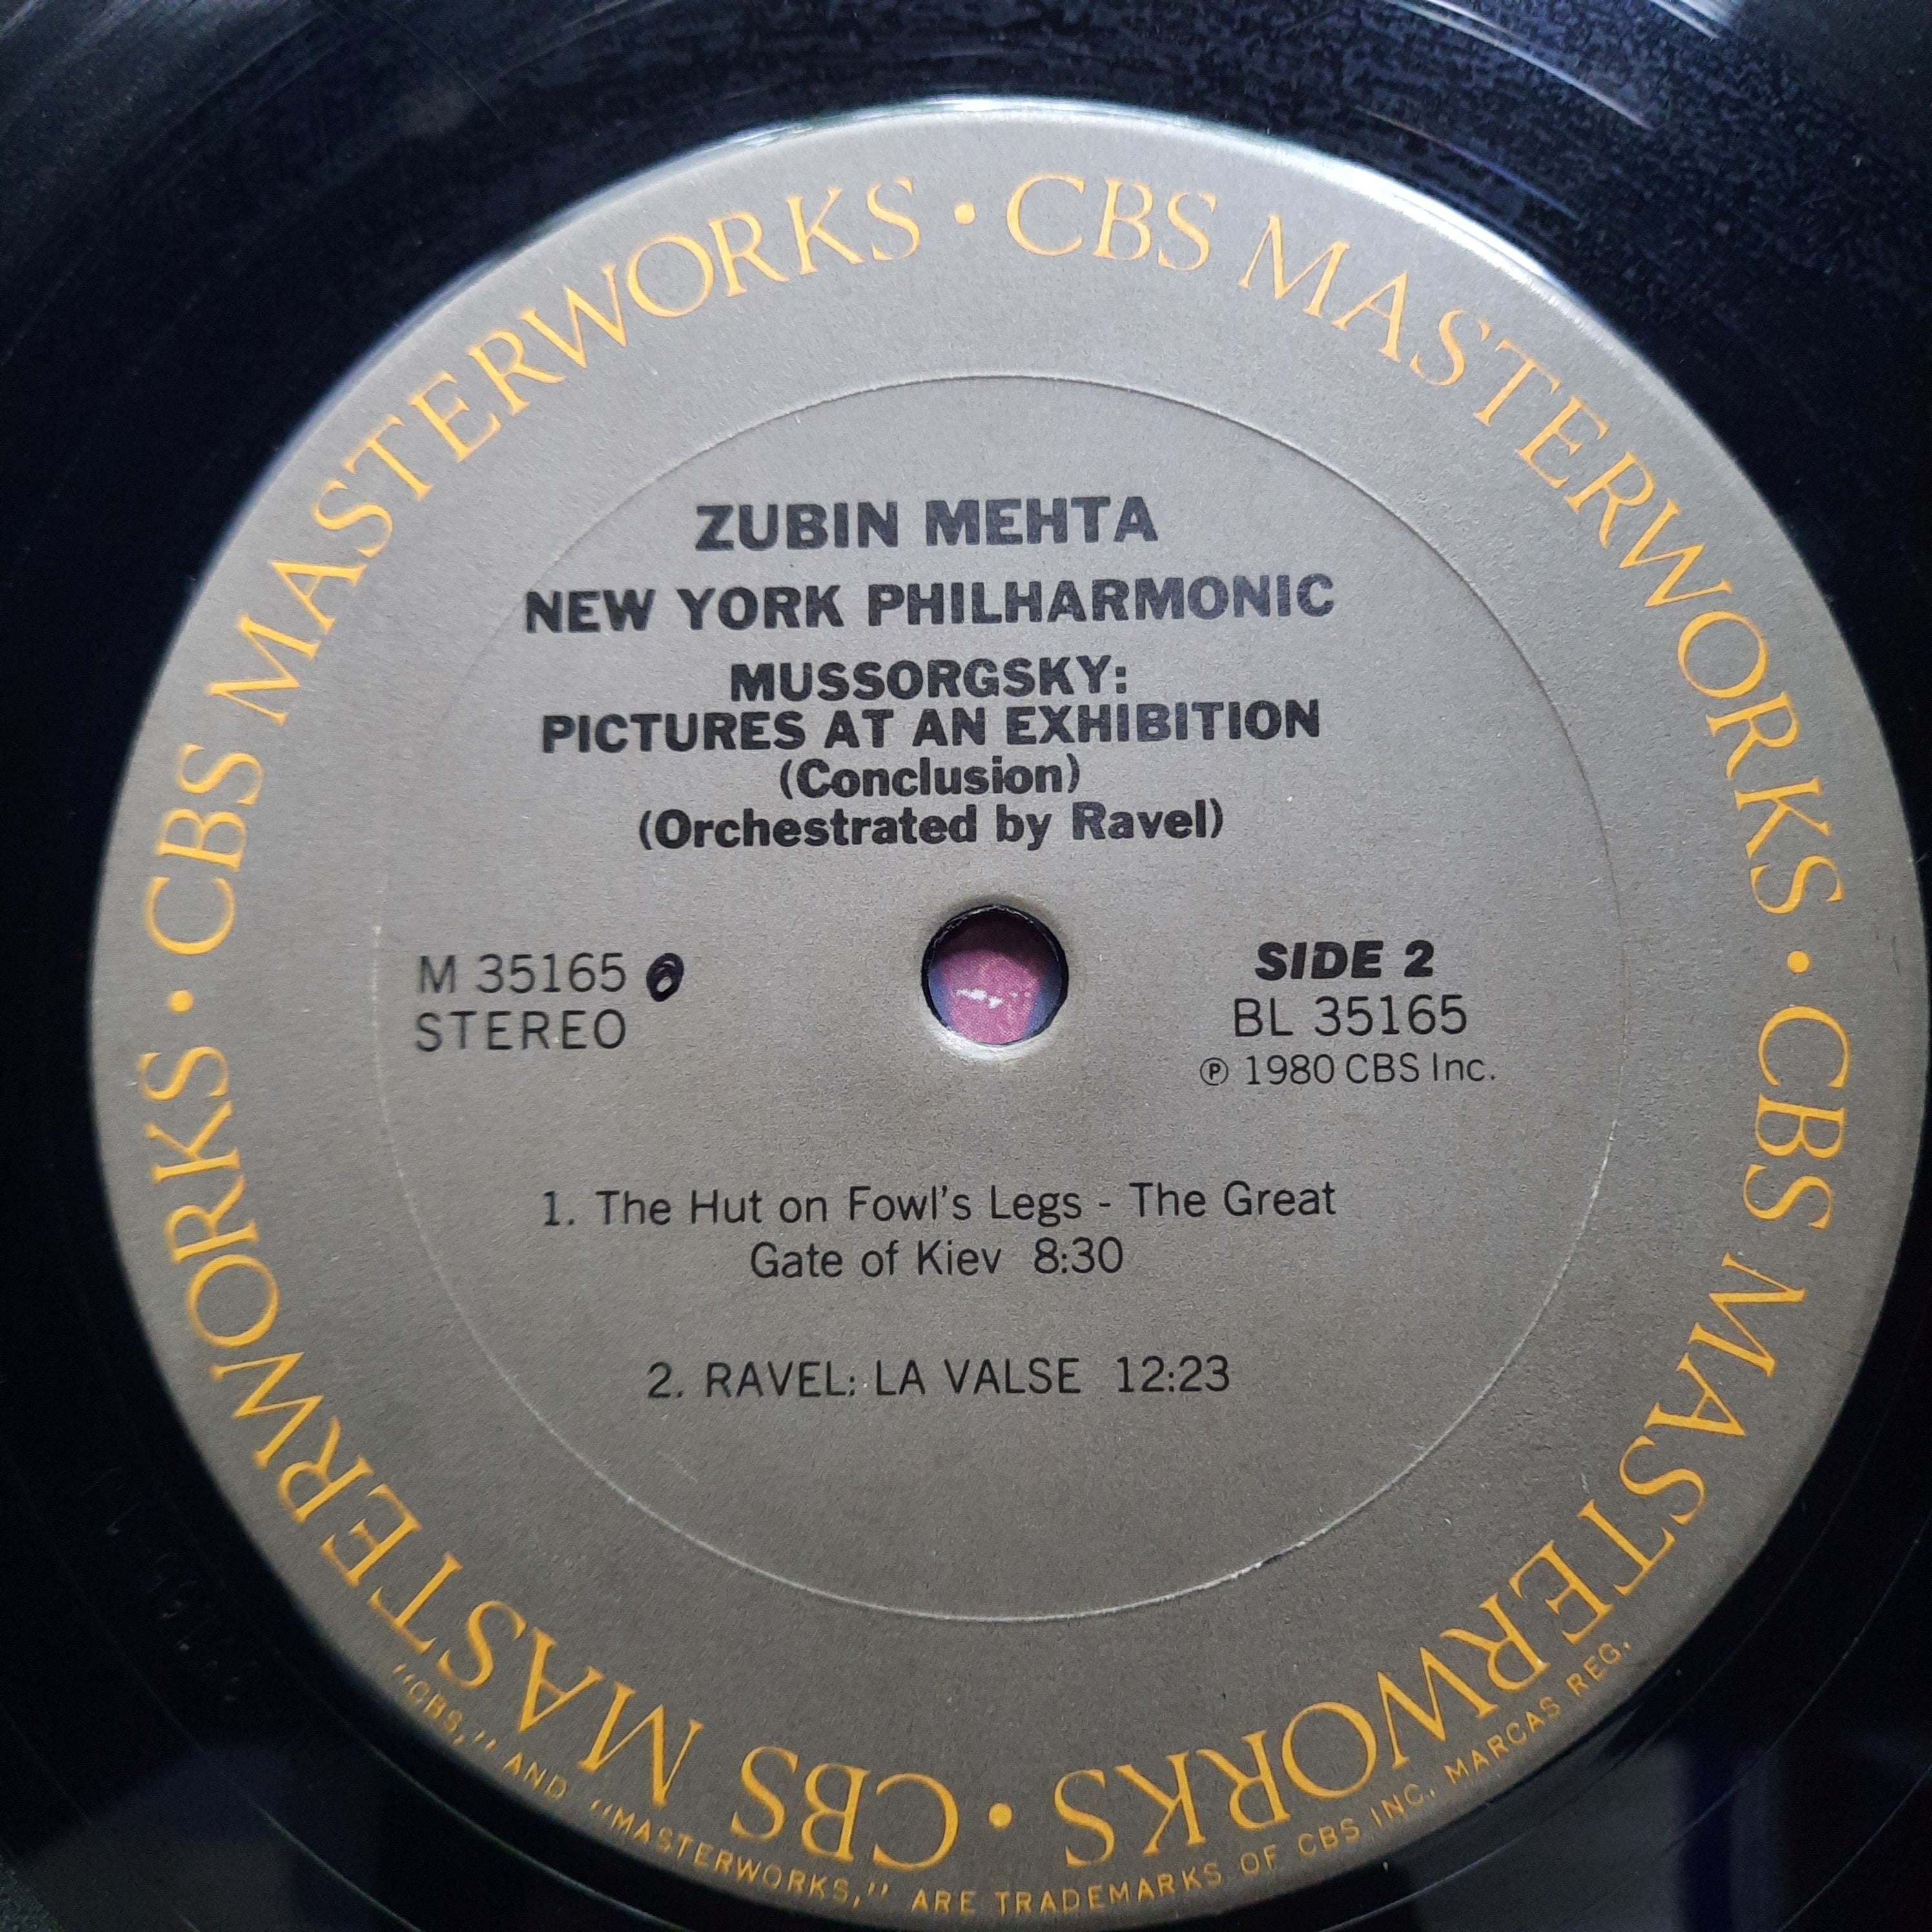 CBS MASTERWORKS • CBS MASTERWORKS • CBS MASTERWORKS • CBS MASTERWORKS •
ZUBIN MEHTA
NEW YORK PHILHARMONIC
MUSSORGSKY:
PICTURES AT AN EXHIBITION
(Conclusion)
(Orchestrated by Ravel)
M 35165
STEREO
SIDE 2
BL 35165
℗ 1980 CBS Inc.
1. The Hut on Fowl's Legs - The Great
Gate of Kiev 8:30
2. RAVEL: LA VALSE 12:23
"CBS," AND "MASTERWORKS," ARE TRADEMARKS OF CBS INC. MARCAS REG.